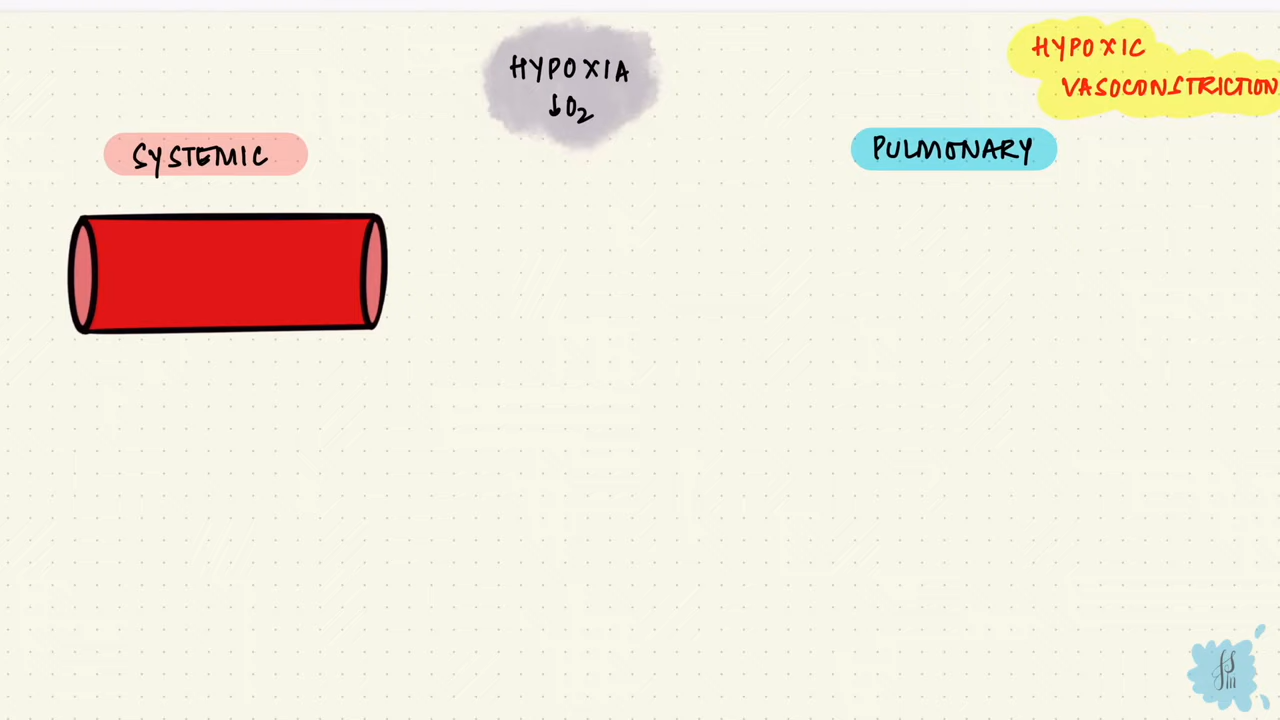 HYPOXIA
↓O₂
HYPOXIC
VASOCONSTRICTION
SYSTEMIC
PULMONARY